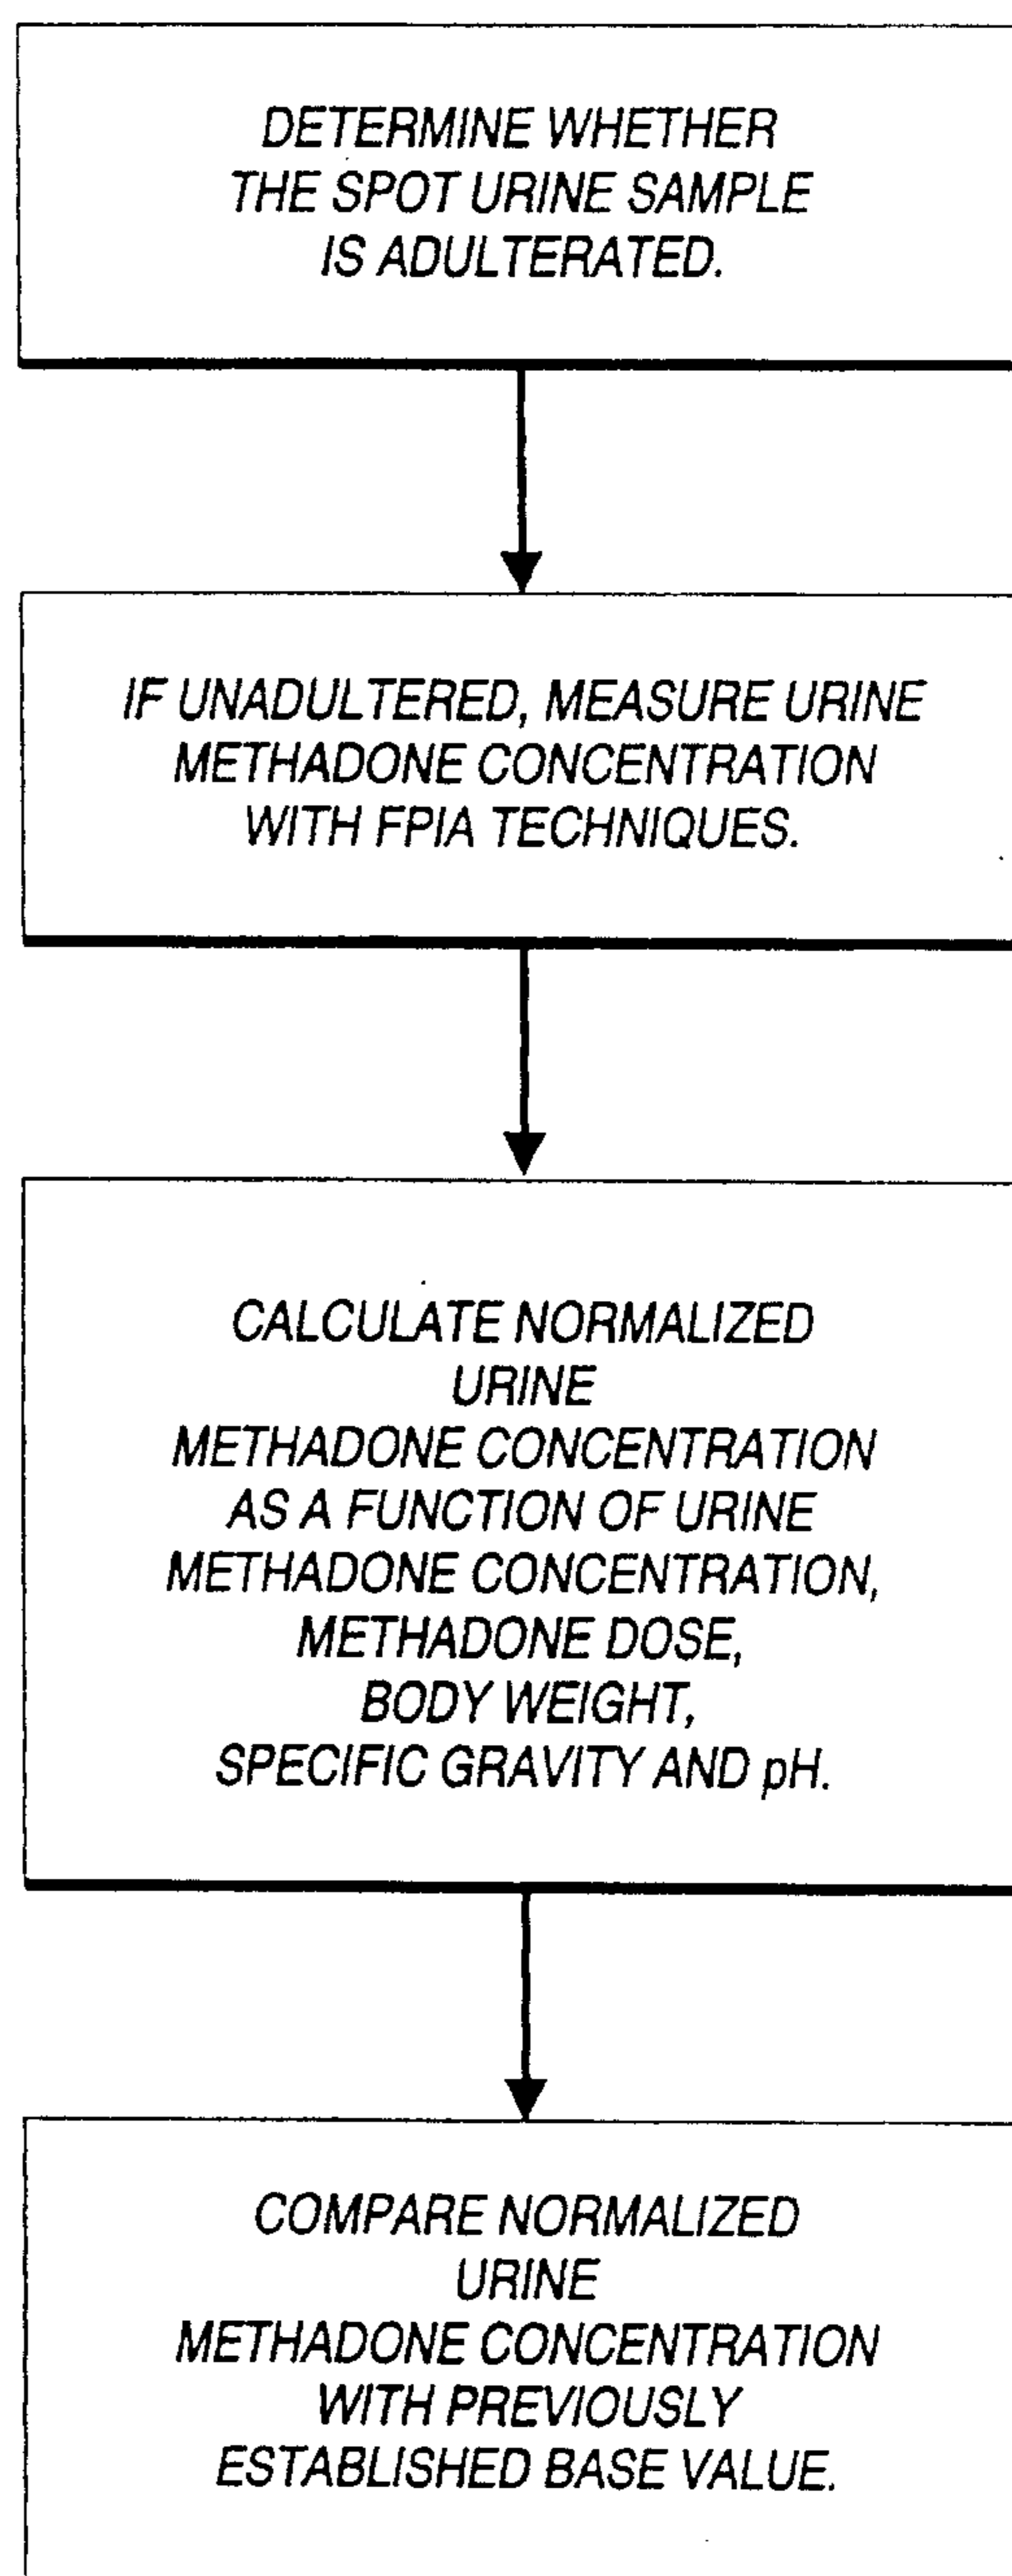 DETERMINE WHETHER
THE SPOT URINE SAMPLE
IS ADULTERATED.
IF UNADULTERED, MEASURE URINE
METHADONE CONCENTRATION
WITH FPIA TECHNIQUES.
CALCULATE NORMALIZED
URINE
METHADONE CONCENTRATION
AS A FUNCTION OF URINE
METHADONE CONCENTRATION,
METHADONE DOSE,
BODY WEIGHT,
SPECIFIC GRAVITY AND pH.
COMPARE NORMALIZED
URINE
METHADONE CONCENTRATION
WITH PREVIOUSLY
ESTABLISHED BASE VALUE.